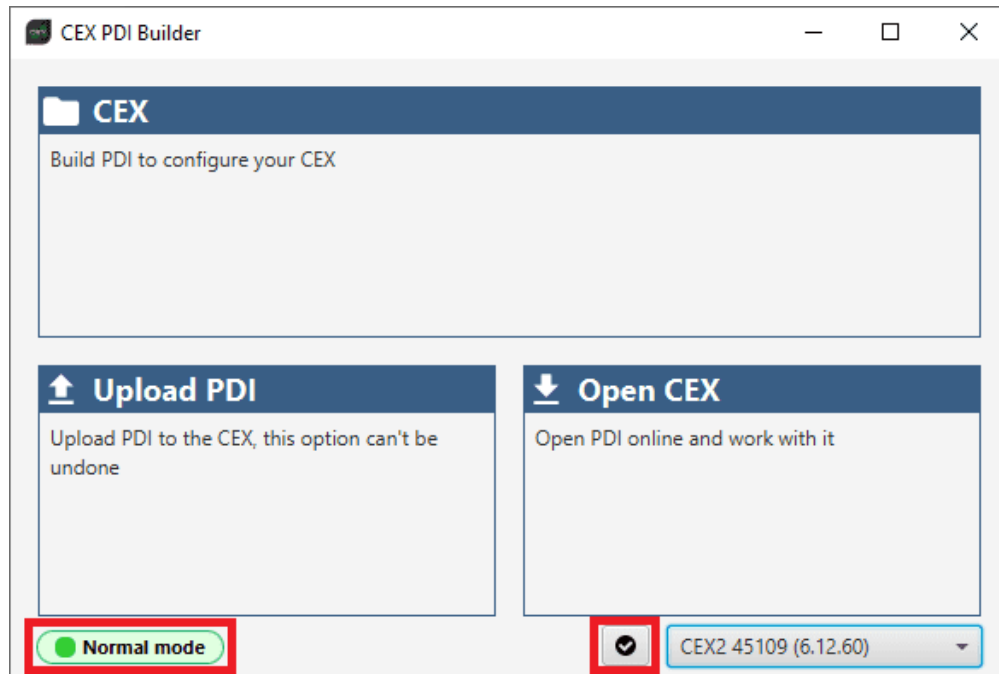 CEX PDI Builder
CEX
Build PDI to configure your CEX
Upload PDI
Upload PDI to the CEX, this option can't be
undone
Open CEX
Open PDI online and work with it
Normal mode
CEX2 45109 (6.12.60)